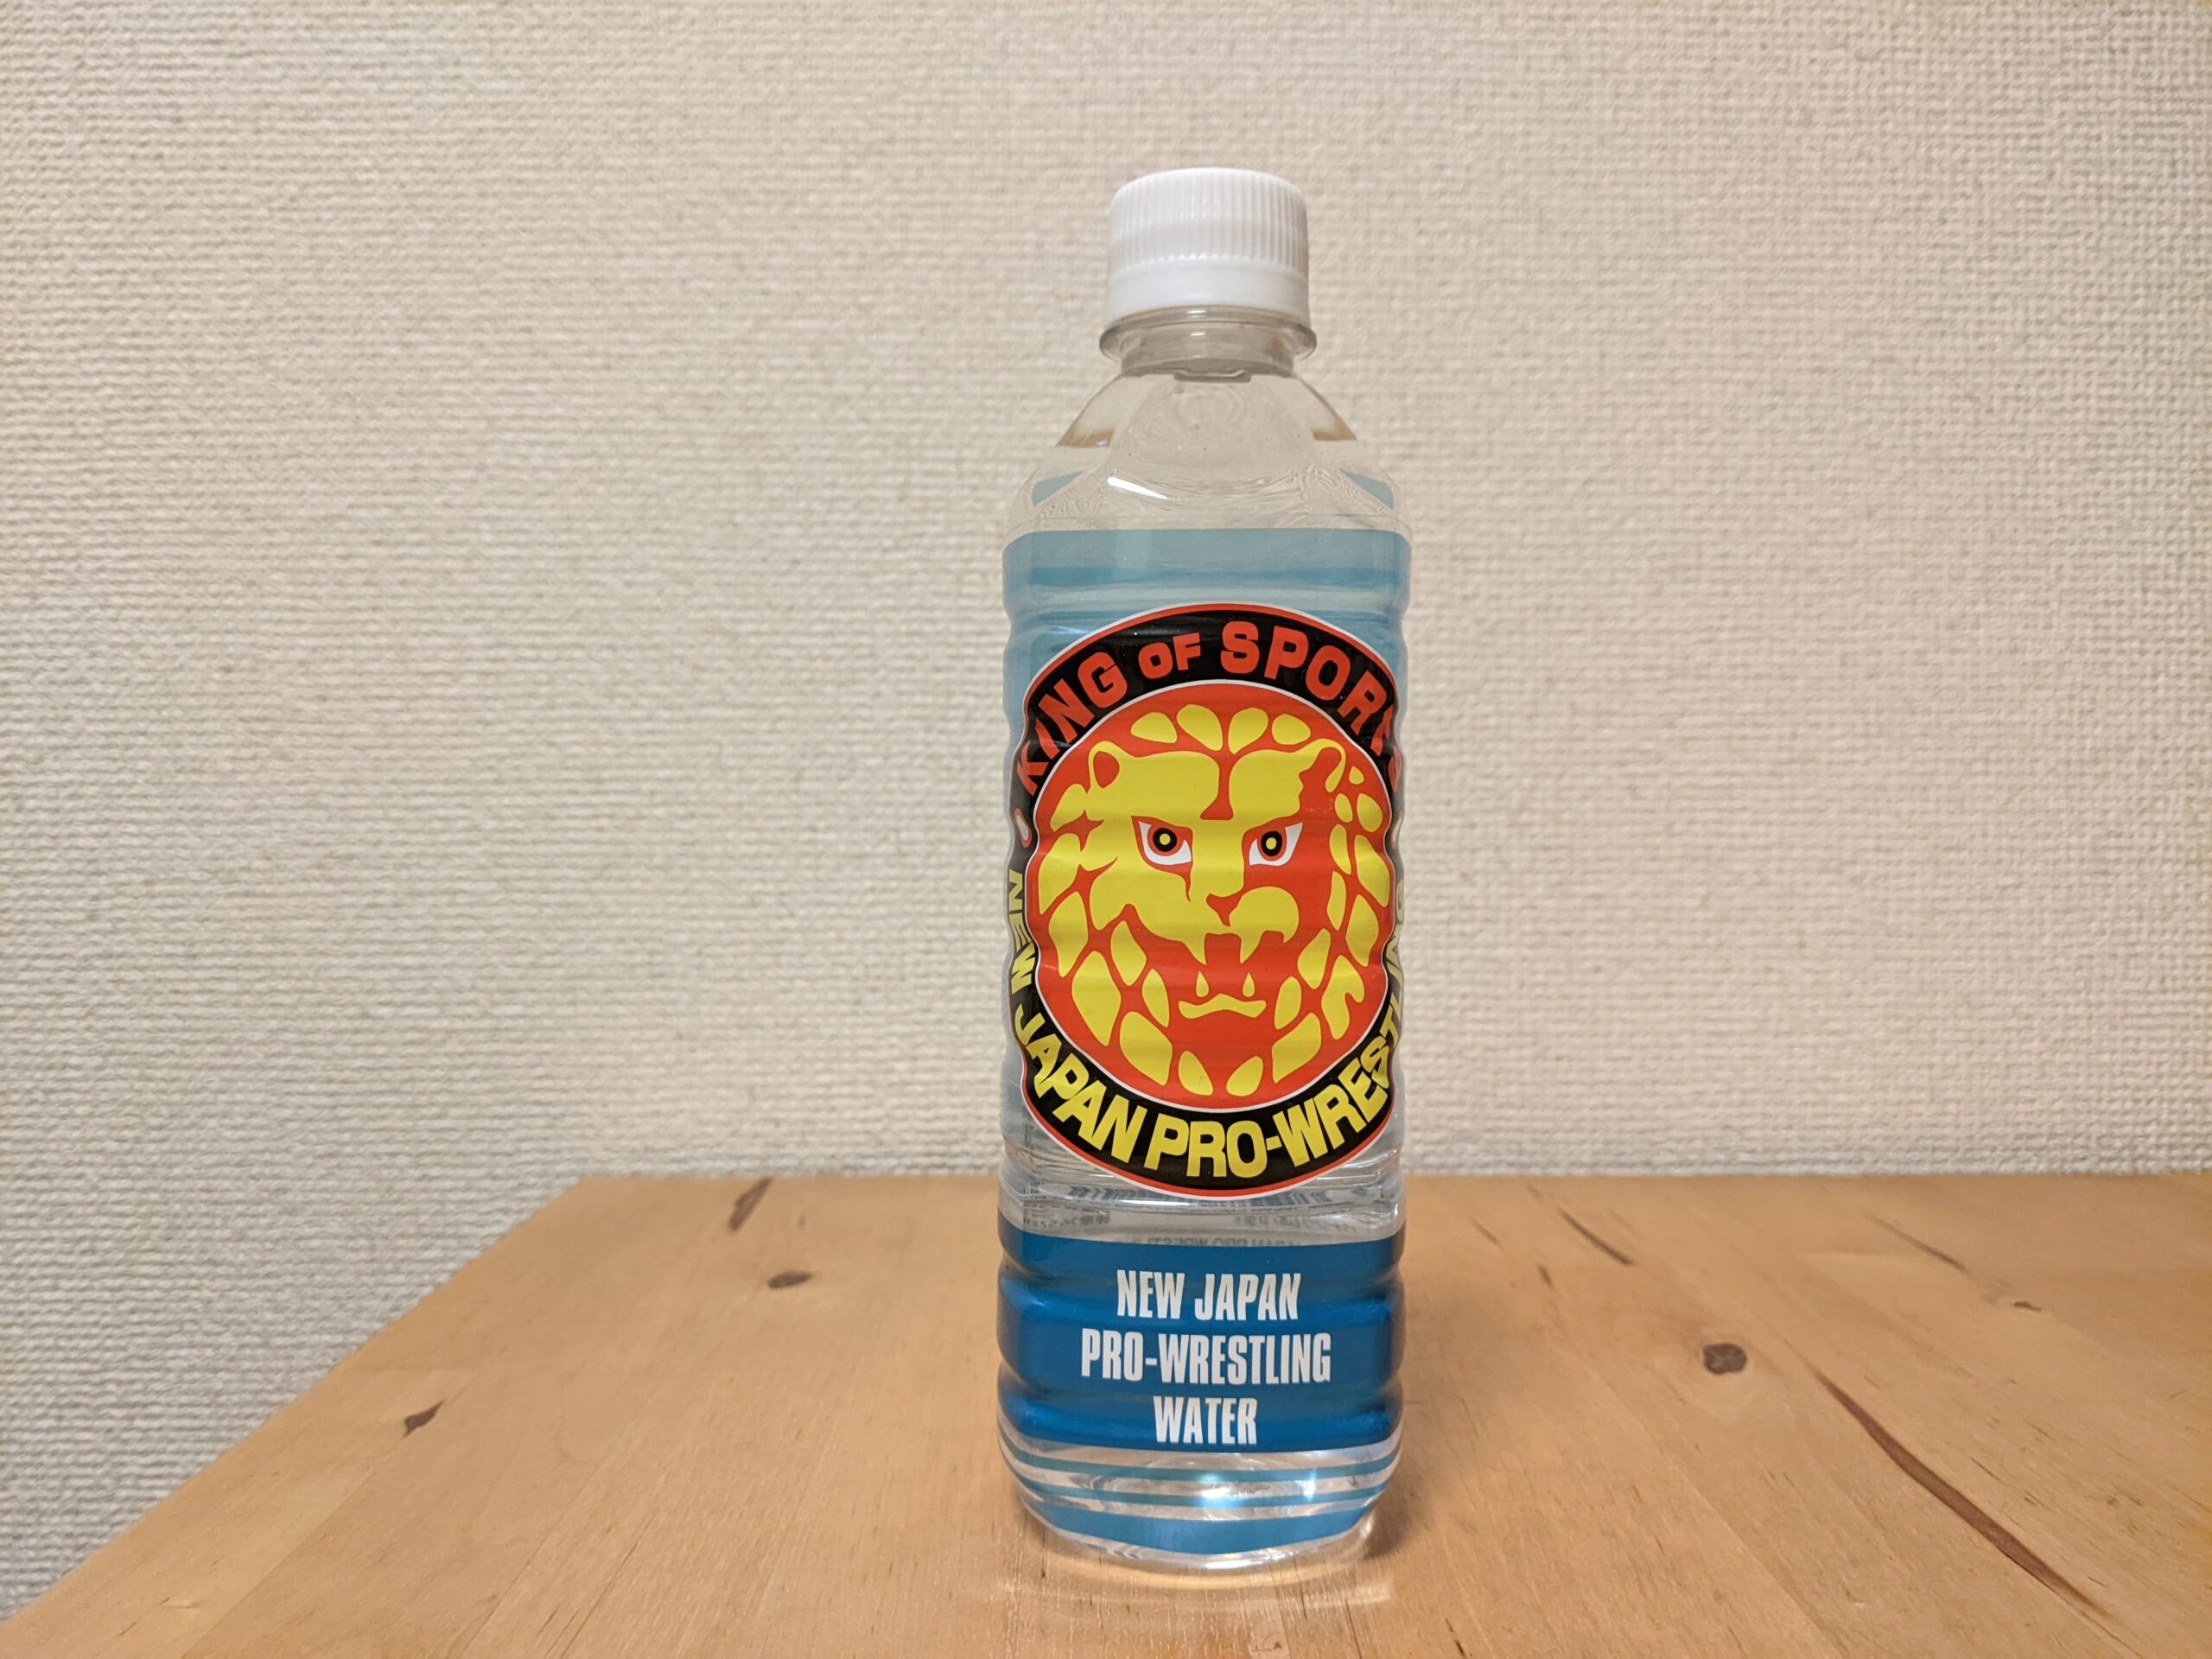 KING OF SPORTS
NEW JAPAN PRO-WRESTLING
NEW JAPAN
PRO-WRESTLING
WATER